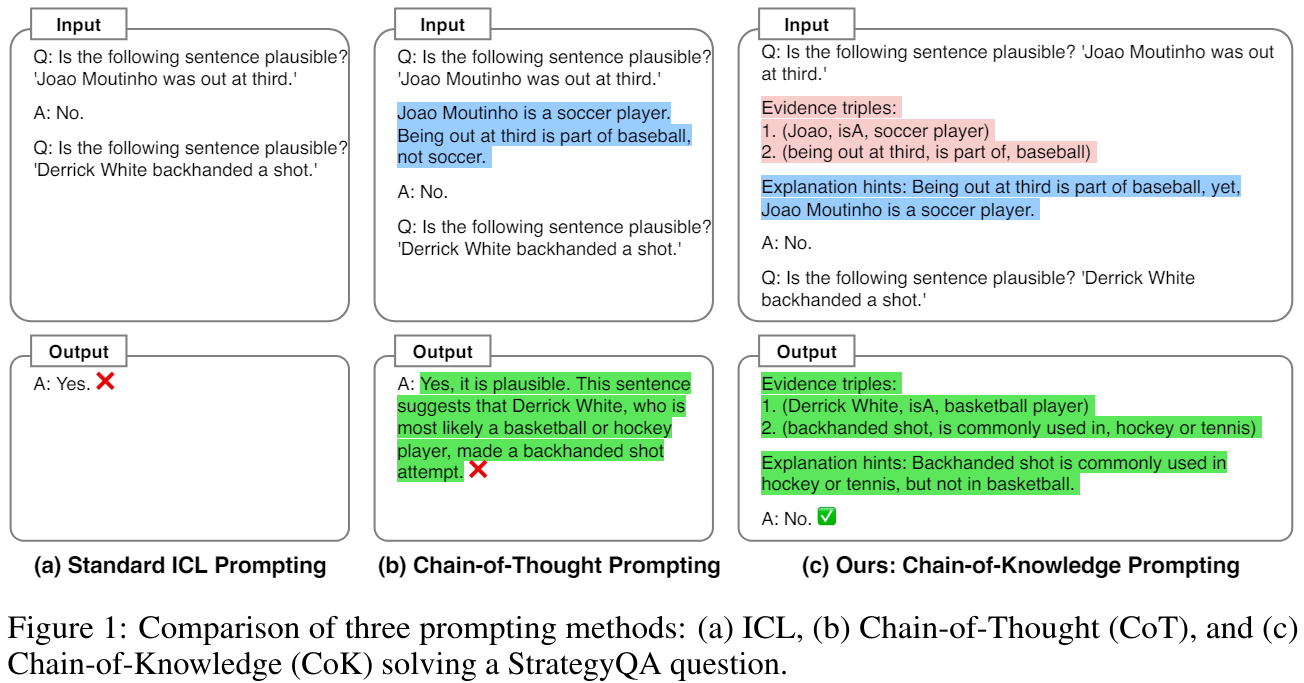 Input
Q: Is the following sentence plausible?
'Joao Moutinho was out at third.'
A: No.
Q: Is the following sentence plausible?
'Derrick White backhanded a shot.'
Output
A: Yes. ❌
(a) Standard ICL Prompting
Input
Q: Is the following sentence plausible?
'Joao Moutinho was out at third.'
Joao Moutinho is a soccer player.
Being out at third is part of baseball,
not soccer.
A: No.
Q: Is the following sentence plausible?
'Derrick White backhanded a shot.'
Output
A: Yes, it is plausible. This sentence
suggests that Derrick White, who is
most likely a basketball or hockey
player, made a backhanded shot
attempt. ❌
(b) Chain-of-Thought Prompting
Input
Q: Is the following sentence plausible? 'Joao Moutinho was out
at third.'
Evidence triples:
1. (Joao, isA, soccer player)
2. (being out at third, is part of, baseball)
Explanation hints: Being out at third is part of baseball, yet,
Joao Moutinho is a soccer player.
A: No.
Q: Is the following sentence plausible? 'Derrick White
backhanded a shot.'
Output
Evidence triples:
1. (Derrick White, isA, basketball player)
2. (backhanded shot, is commonly used in, hockey or tennis)
Explanation hints: Backhanded shot is commonly used in
hockey or tennis, but not in basketball.
A: No. ✅
(c) Ours: Chain-of-Knowledge Prompting
Figure 1: Comparison of three prompting methods: (a) ICL, (b) Chain-of-Thought (CoT), and (c)
Chain-of-Knowledge (CoK) solving a StrategyQA question.